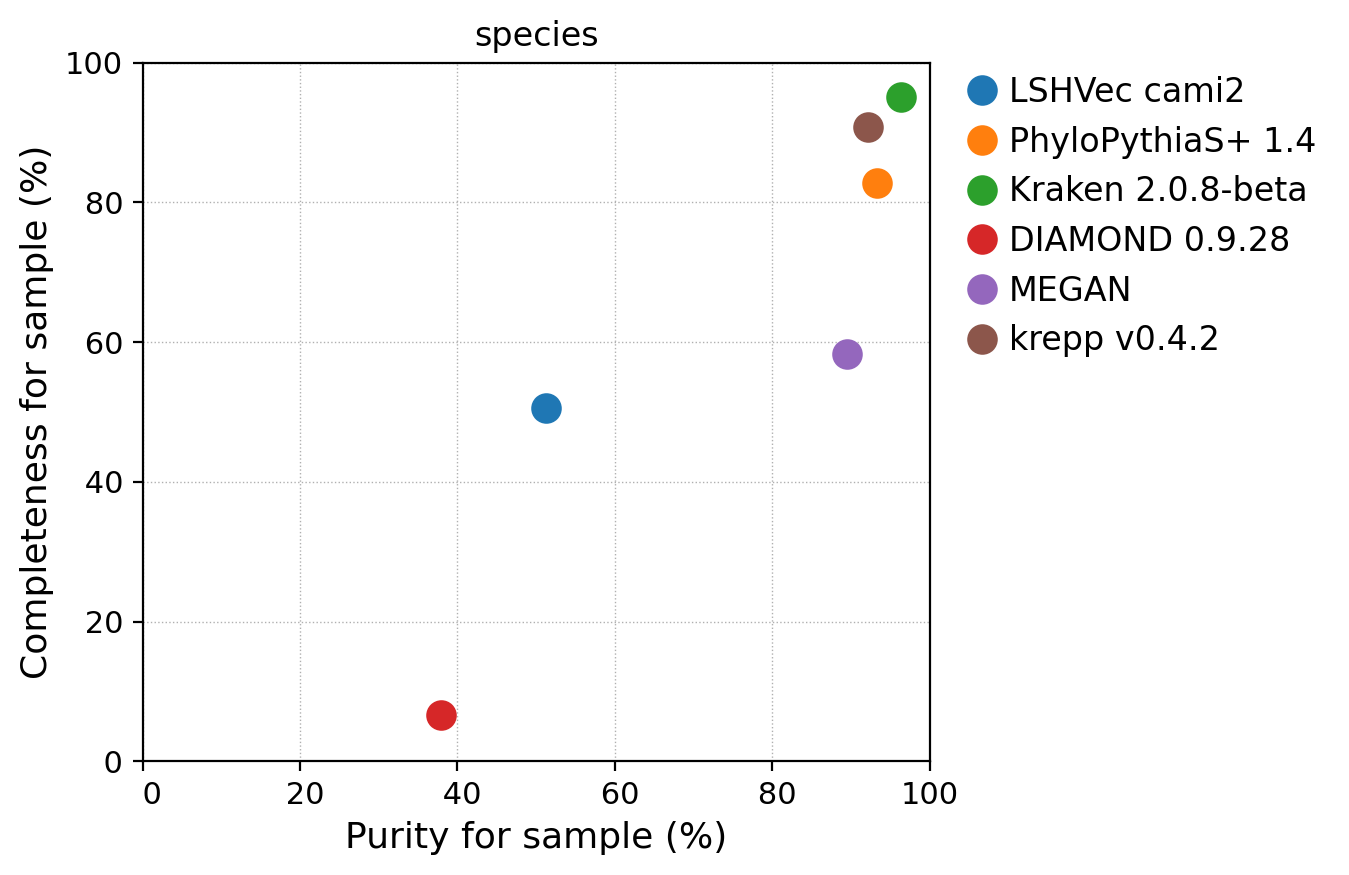 species
Completeness for sample (%)
100
80
60
40
20
0
0 20 40 60 80 100
Purity for sample (%)
LSHVec cami2
PhyloPythiaS+ 1.4
Kraken 2.0.8-beta
DIAMOND 0.9.28
MEGAN
krepp v0.4.2